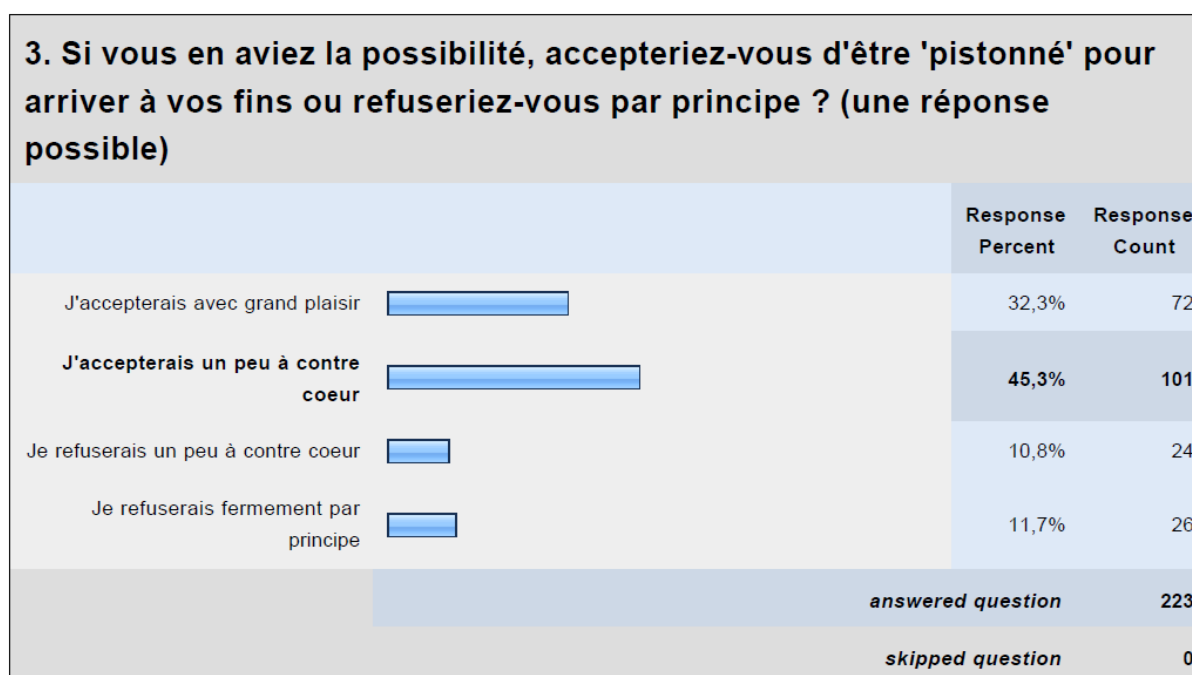 3. Si vous en aviez la possibilité, accepteriez-vous d'être 'pistonné' pour
arriver à vos fins ou refuseriez-vous par principe ? (une réponse
possible)
Response Percent
Response Count
J'accepterais avec grand plaisir 32,3% 72
J'accepterais un peu à contre
coeur 45,3% 101
Je refuserais un peu à contre coeur 10,8% 24
Je refuserais fermement par
principe 11,7% 26
answered question 223
skipped question 0